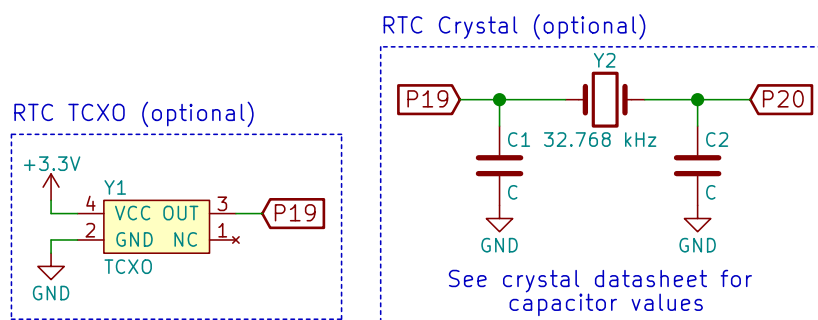 RTC Crystal (optional)
Y2
P19
P20
C1
32.768 kHz
C2
C
C
GND
GND
See crystal datasheet for
capacitor values
RTC TCXO (optional)
+3.3V
Y1
4 VCC OUT 3
P19
2 GND NC 1
TCXO
GND